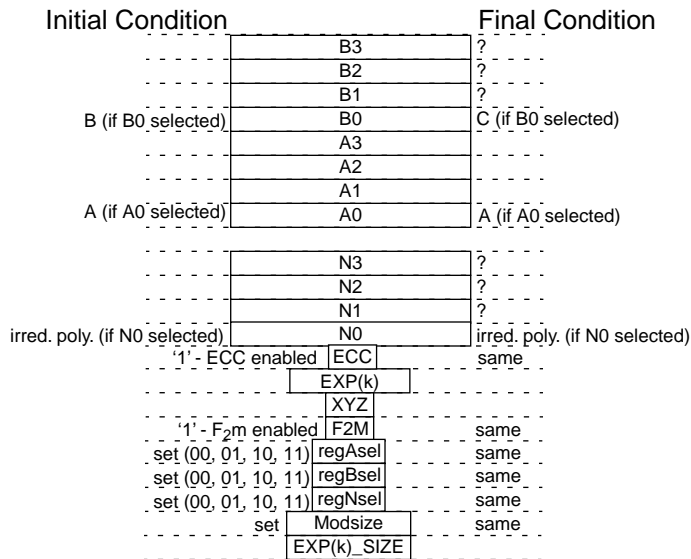 Initial Condition Final Condition
B3 ?
B2 ?
B1 ?
B (if B0 selected) B0 C (if B0 selected)
A3
A2
A1
A (if A0 selected) A0 A (if A0 selected)
N3 ?
N2 ?
N1 ?
irred. poly. (if N0 selected) N0 irred. poly. (if N0 selected)
‘1’ - ECC enabled ECC same
EXP(k)
XYZ
‘1’ - F2m enabled F2M same
set (00, 01, 10, 11) regAsel same
set (00, 01, 10, 11) regBsel same
set (00, 01, 10, 11) regNsel same
set Modsize same
EXP(k)_SIZE